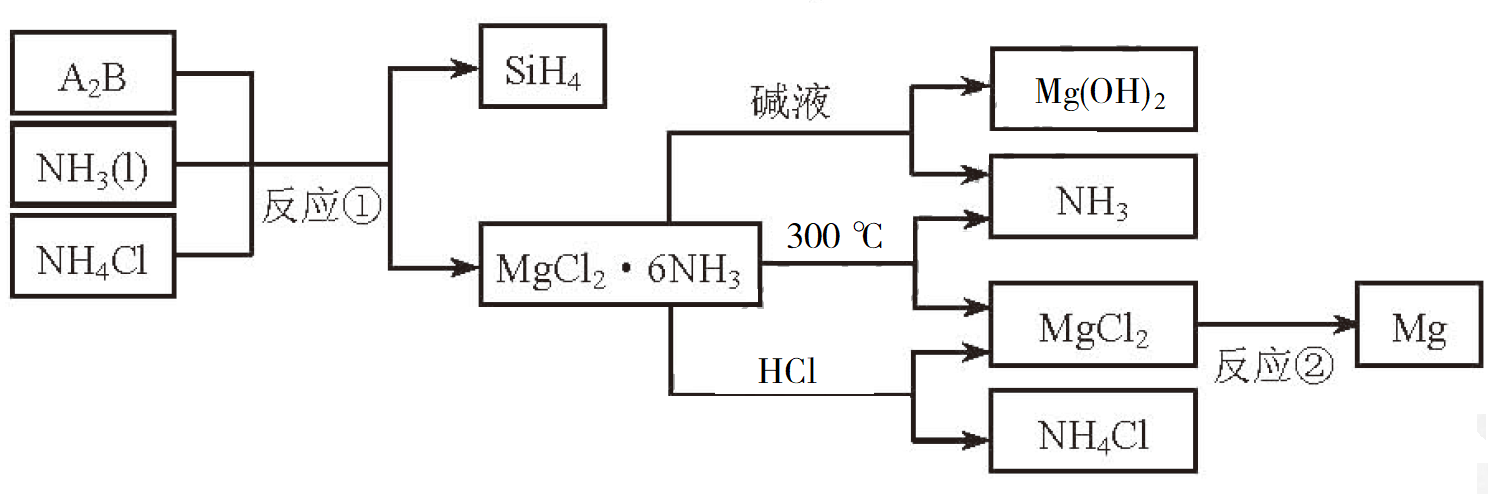 A₂B
NH₃(l)
NH₄Cl
反应①
SiH₄
MgCl₂·6NH₃
碱液
300 ℃
HCl
Mg(OH)₂
NH₃
MgCl₂
NH₄Cl
反应②
Mg